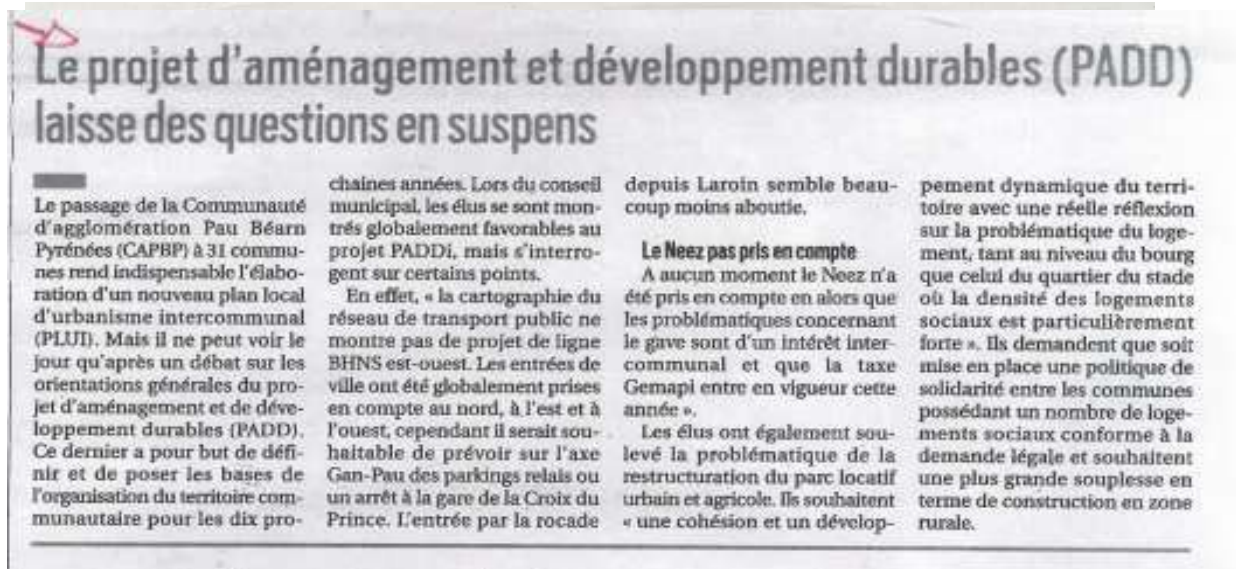 Le projet d'aménagement et développement durables (PADD)
laisse des questions en suspens
Le passage de la Communauté
d'agglomération Pau Béarn
Pyrénées (CAPBP) à 31 commu-
nes rend indispensable l'élabo-
ration d'un nouveau plan local
d'urbanisme intercommunal
(PLUI). Mais il ne peut voir le
jour qu'après un débat sur les
orientations générales du pro-
jet d'aménagement et de déve-
loppement durables (PADD).
Ce dernier a pour but de défi-
nir et de poser les bases de
l'organisation du territoire com-
munautaire pour les dix pro-
chaines années. Lors du conseil
municipal, les élus se sont mon-
trés globalement favorables au
projet PADDi, mais s'interro-
gent sur certains points.
En effet, « la cartographie du
réseau de transport public ne
montre pas de projet de ligne
BHNS est-ouest. Les entrées de
ville ont été globalement prises
en compte au nord, à l'est et à
l'ouest, cependant il serait sou-
haitable de prévoir sur l'axe
Gan-Pau des parkings relais ou
un arrêt à la gare de la Croix du
Prince. L'entrée par la rocade
depuis Laroin semble beau-
coup moins aboutie.
Le Neez pas pris en compte
A aucun moment le Neez n'a
été pris en compte en alors que
les problématiques concernant
le gave sont d'un intérêt inter-
communal et que la taxe
Gemapi entre en vigueur cette
année ».
Les élus ont également sou-
levé la problématique de la
restructuration du parc locatif
urbain et agricole. Ils souhaitent
« une cohésion et un dévelop-
pement dynamique du terri-
toire avec une réelle réflexion
sur la problématique du loge-
ment, tant au niveau du bourg
que celui du quartier du stade
où la densité des logements
sociaux est particulièrement
forte ». Ils demandent que soit
mise en place une politique de
solidarité entre les communes
possédant un nombre de loge-
ments sociaux conforme à la
demande légale et souhaitent
une plus grande souplesse en
terme de construction en zone
rurale.